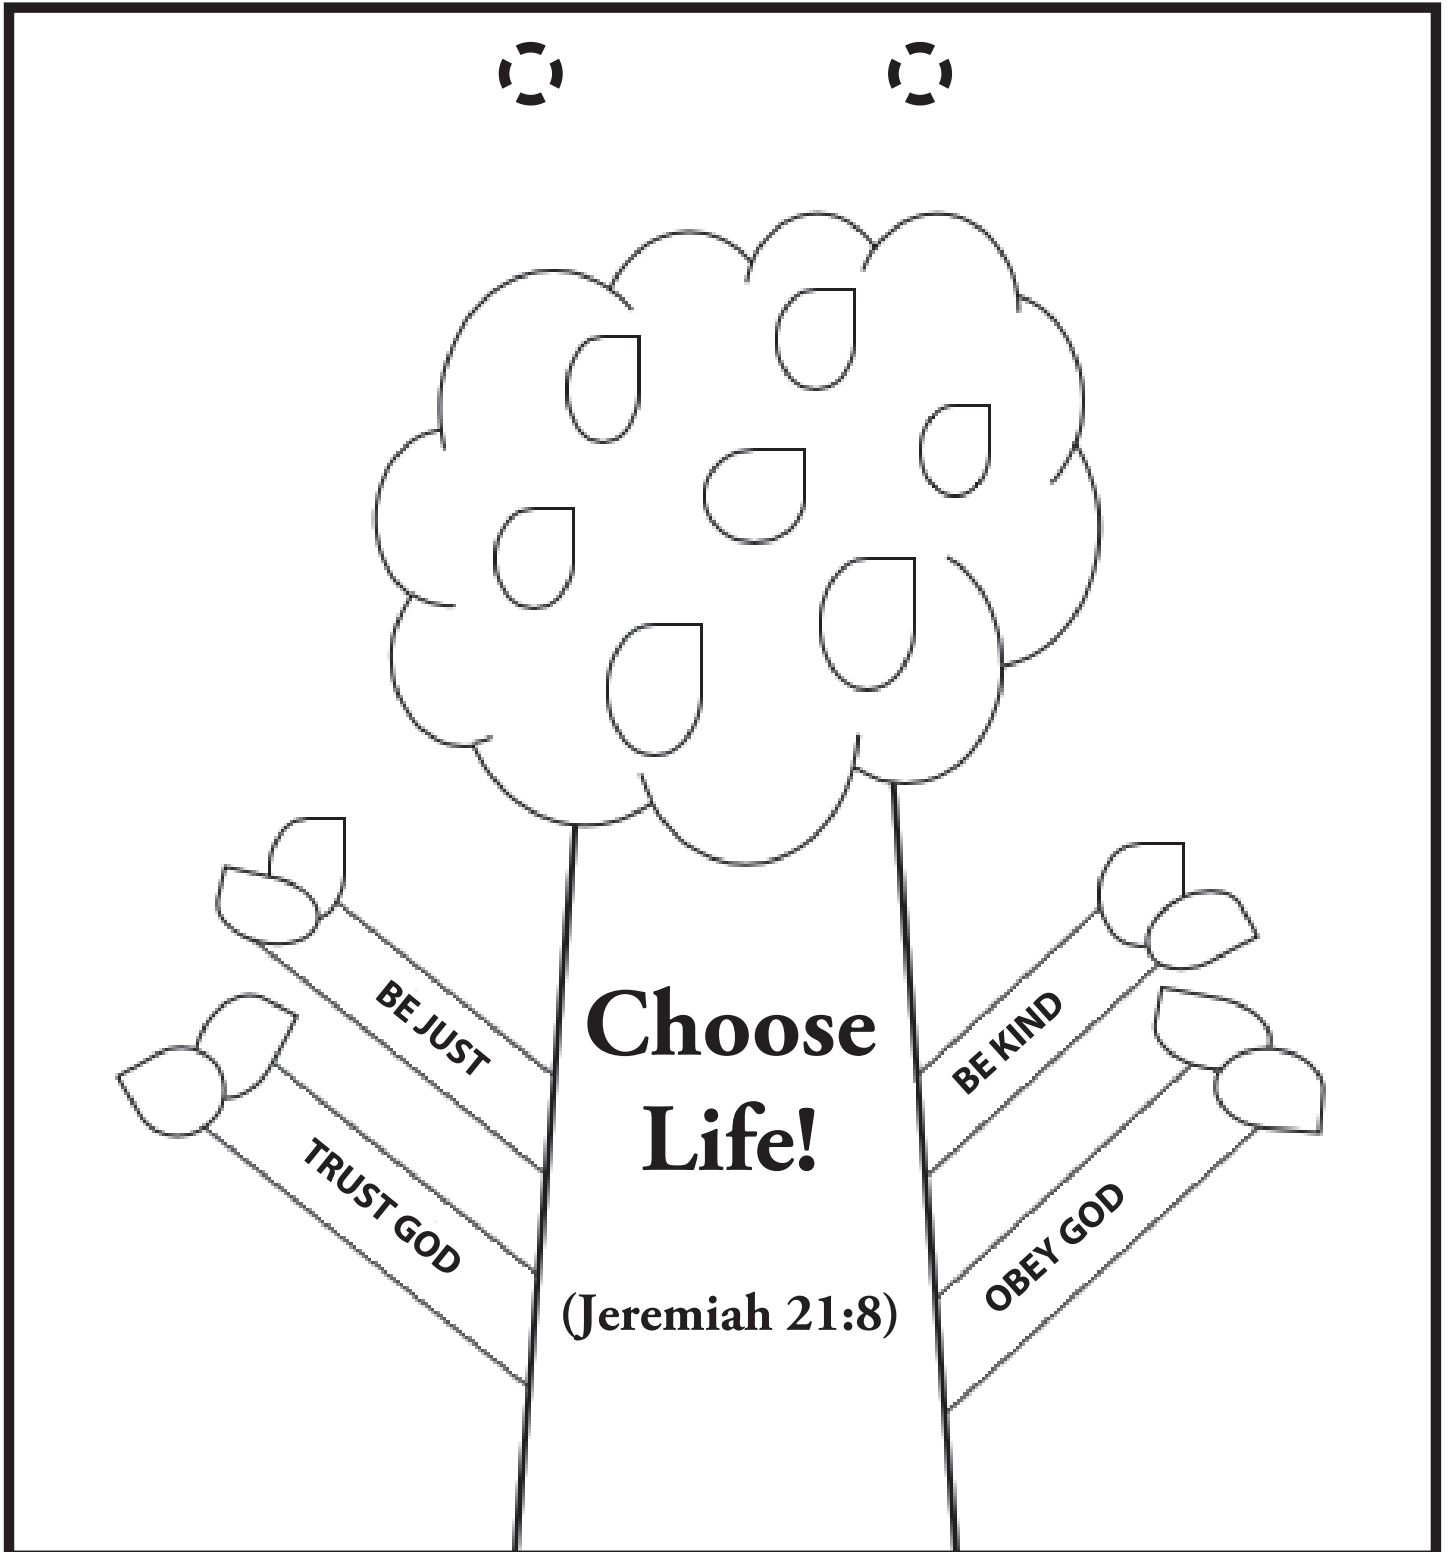 BE JUST
TRUST GOD
Choose
Life!
(Jeremiah 21:8)
BE KIND
OBEY GOD